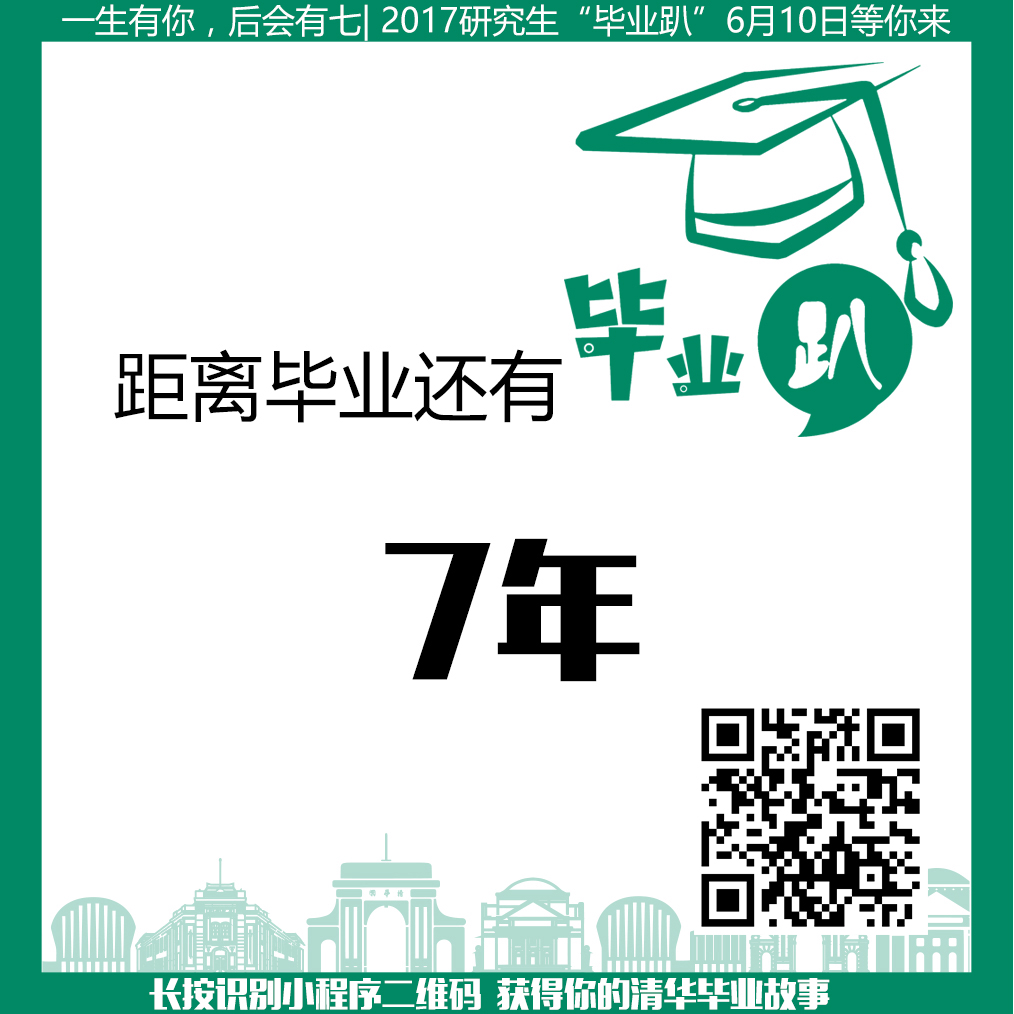 一生有你，后会有七| 2017研究生“毕业趴”6月10日等你来
毕业趴
距离毕业还有
7年
園華清
长按识别小程序二维码 获得你的清华毕业故事